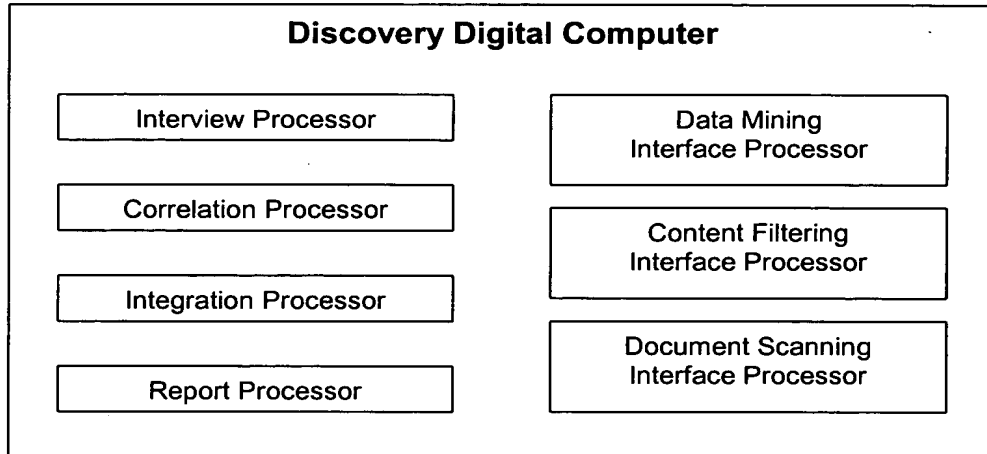 Discovery Digital Computer
Interview Processor
Correlation Processor
Integration Processor
Report Processor
Data Mining
Interface Processor
Content Filtering
Interface Processor
Document Scanning
Interface Processor